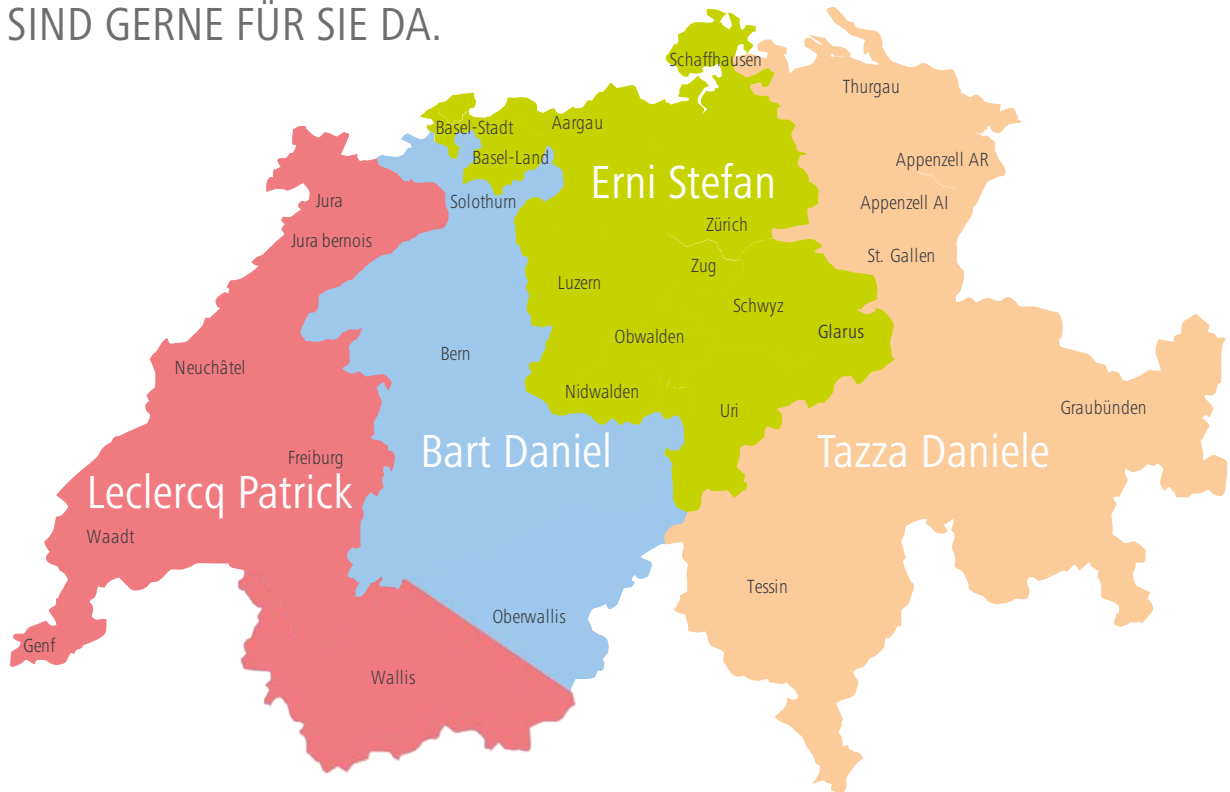 SIND GERNE FÜR SIE DA.
Schaffhausen
Thurgau
Basel-Stadt
Aargau
Basel-Land
Appenzell AR
Erni Stefan
Jura
Solothurn
Appenzell AI
Zürich
Jura bernois
St. Gallen
Zug
Luzern
Schwyz
Obwalden
Glarus
Bern
Neuchâtel
Nidwalden
Uri
Graubünden
Freiburg
Bart Daniel
Tazza Daniele
Leclercq Patrick
Waadt
Tessin
Oberwallis
Genf
Wallis